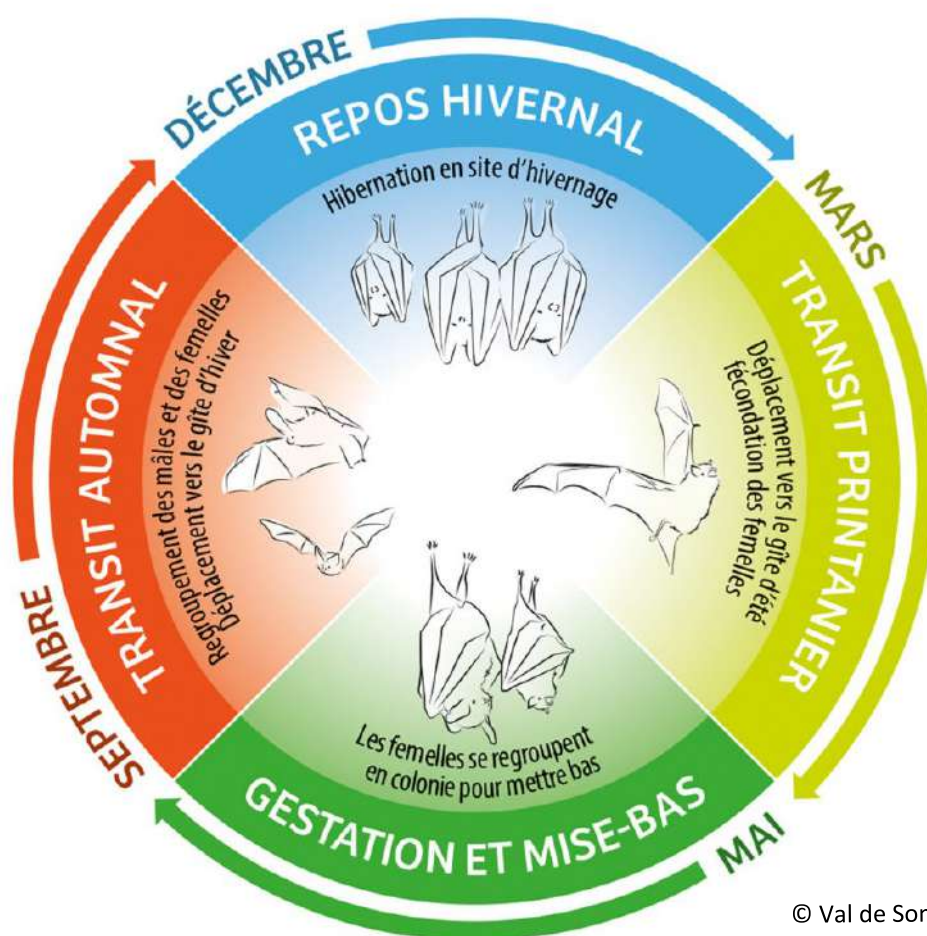 DÉCEMBRE
REPOS HIVERNAL
Hibernation en site d'hivernage
MARS
TRANSIT PRINTANIER
Déplacement vers le gîte d'été
fécondation des femelles
MAI
GESTATION ET MISE-BAS
Les femelles se regroupent
en colonie pour mettre bas
SEPTEMBRE
TRANSIT AUTOMNAL
Regroupement des mâles et des femelles
Déplacement vers le gîte d'hiver
© Val de